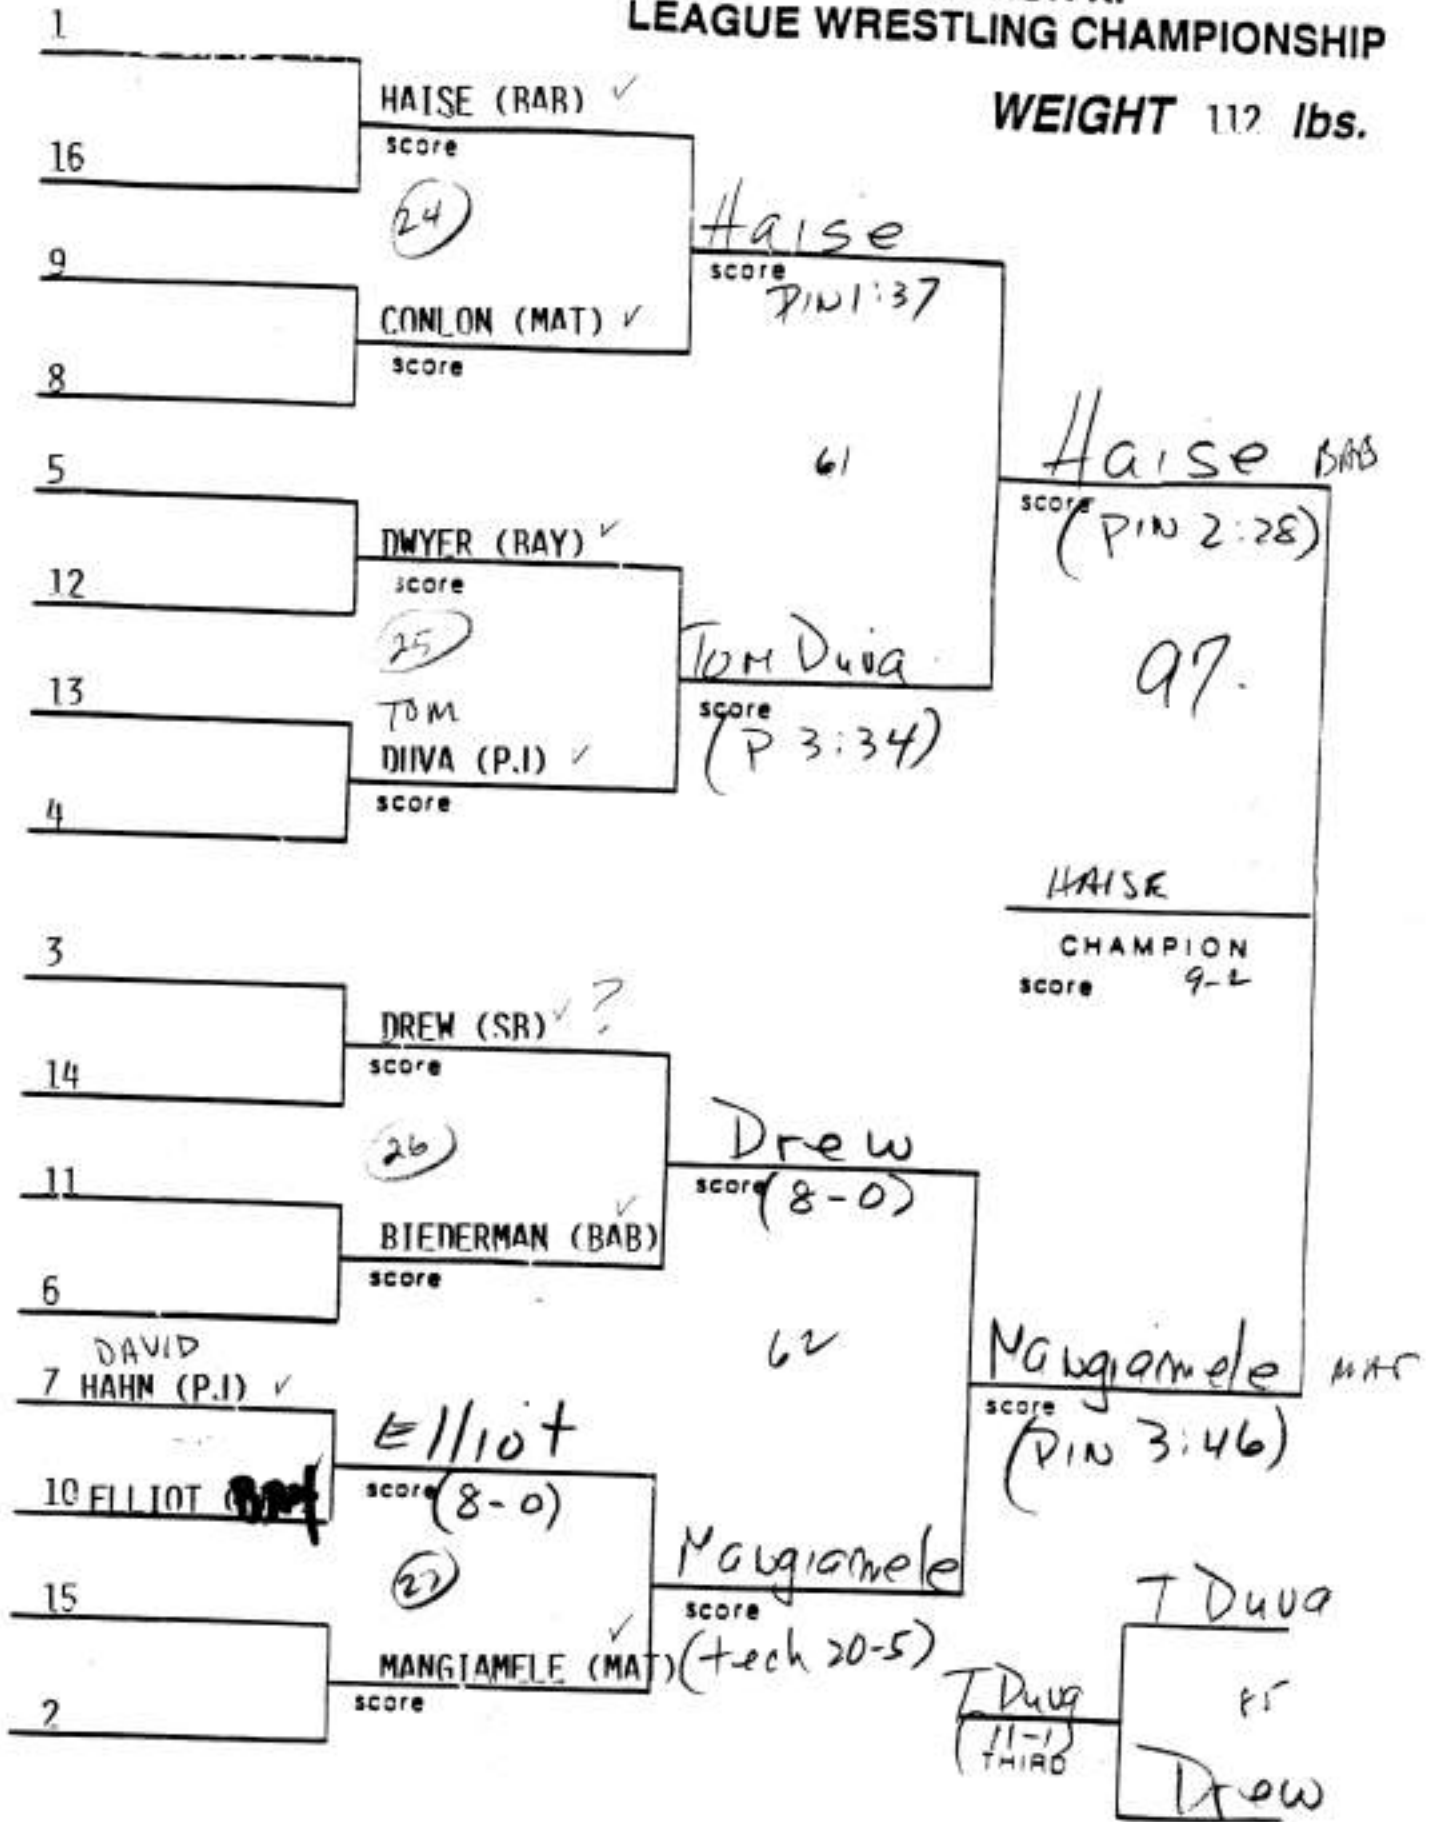 LEAGUE WRESTLING CHAMPIONSHIP
WEIGHT 112 lbs.
1
HAISE (BAB) ✓
score
16
24
Haise
score
PIN 1:37
9
CONLON (MAT) ✓
score
8
61
Haise BAB
score
(PIN 2:28)
5
DWYER (BAY) ✓
score
12
25
Tom Duva
score
(P 3:34)
97.
13
TOM
DUVA (P.I) ✓
score
4
HAISE
CHAMPION
score 9-2
3
DREW (SB) ✓ ?
score
14
26
Drew
score (8-0)
11
BIEDERMAN (BAB) ✓
score
6
62
Mangiamele MAT
score
(PIN 3:46)
DAVID
7 HAHN (P.I) ✓
Elliot
score (8-0)
10 ELLIOT
27
Mangiamele
score
(tech 20-5)
15
MANGIAMELE (MAT) ✓
score
2
T Duva
85
T. Duva
(11-1)
THIRD
Drew